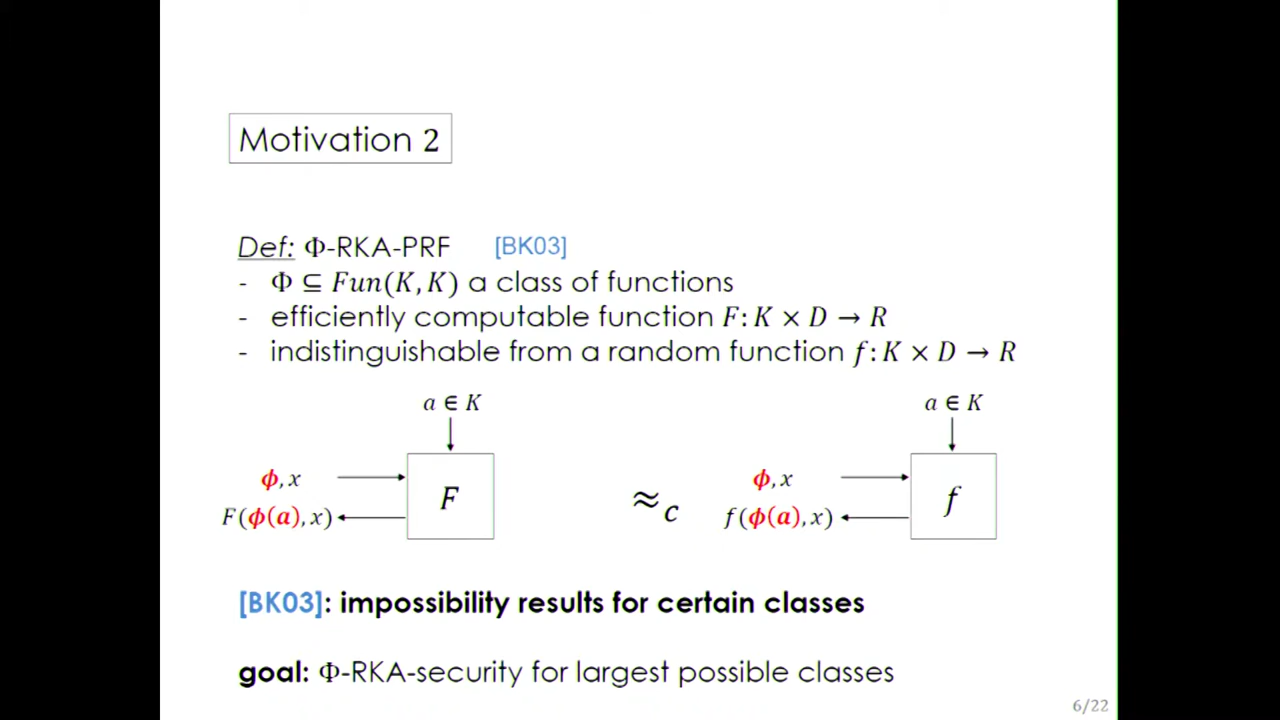 Motivation 2
Def: Φ-RKA-PRF [BK03]
- Φ ⊆ Fun(K, K) a class of functions
- efficiently computable function F: K × D → R
- indistinguishable from a random function f: K × D → R
a ∈ K
a ∈ K
ϕ, x
F
F(ϕ(a), x)
≈c
ϕ, x
f
f(ϕ(a), x)
[BK03]: impossibility results for certain classes
goal: Φ-RKA-security for largest possible classes
6/22